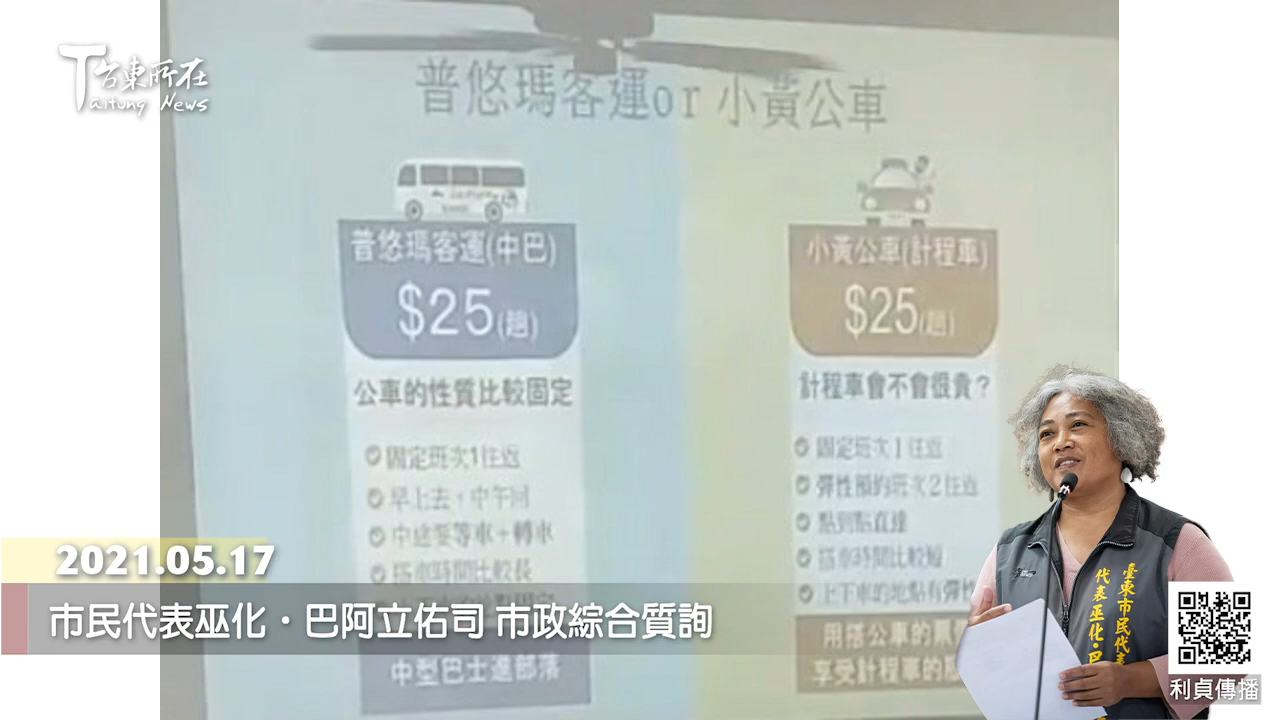 台東所在
Taitung News
普悠瑪客運or 小黃公車
普悠瑪客運(中巴)
$25(趟)
公車的性質比較固定
固定班次1往返
早上去，中午回
中途要等車＋轉車
搭車時間比較長
中型巴士進部落
小黃公車(計程車)
$25(趟)
計程車會不會很貴？
固定班次1往返
彈性預約班次2往返
點到點直達
搭車時間比較短
上下車的地點有彈性
用搭公車的票
享受計程車的
2021.05.17
市民代表巫化・巴阿立佑司 市政綜合質詢
臺東市民代表
代表巫化・巴
利貞傳播